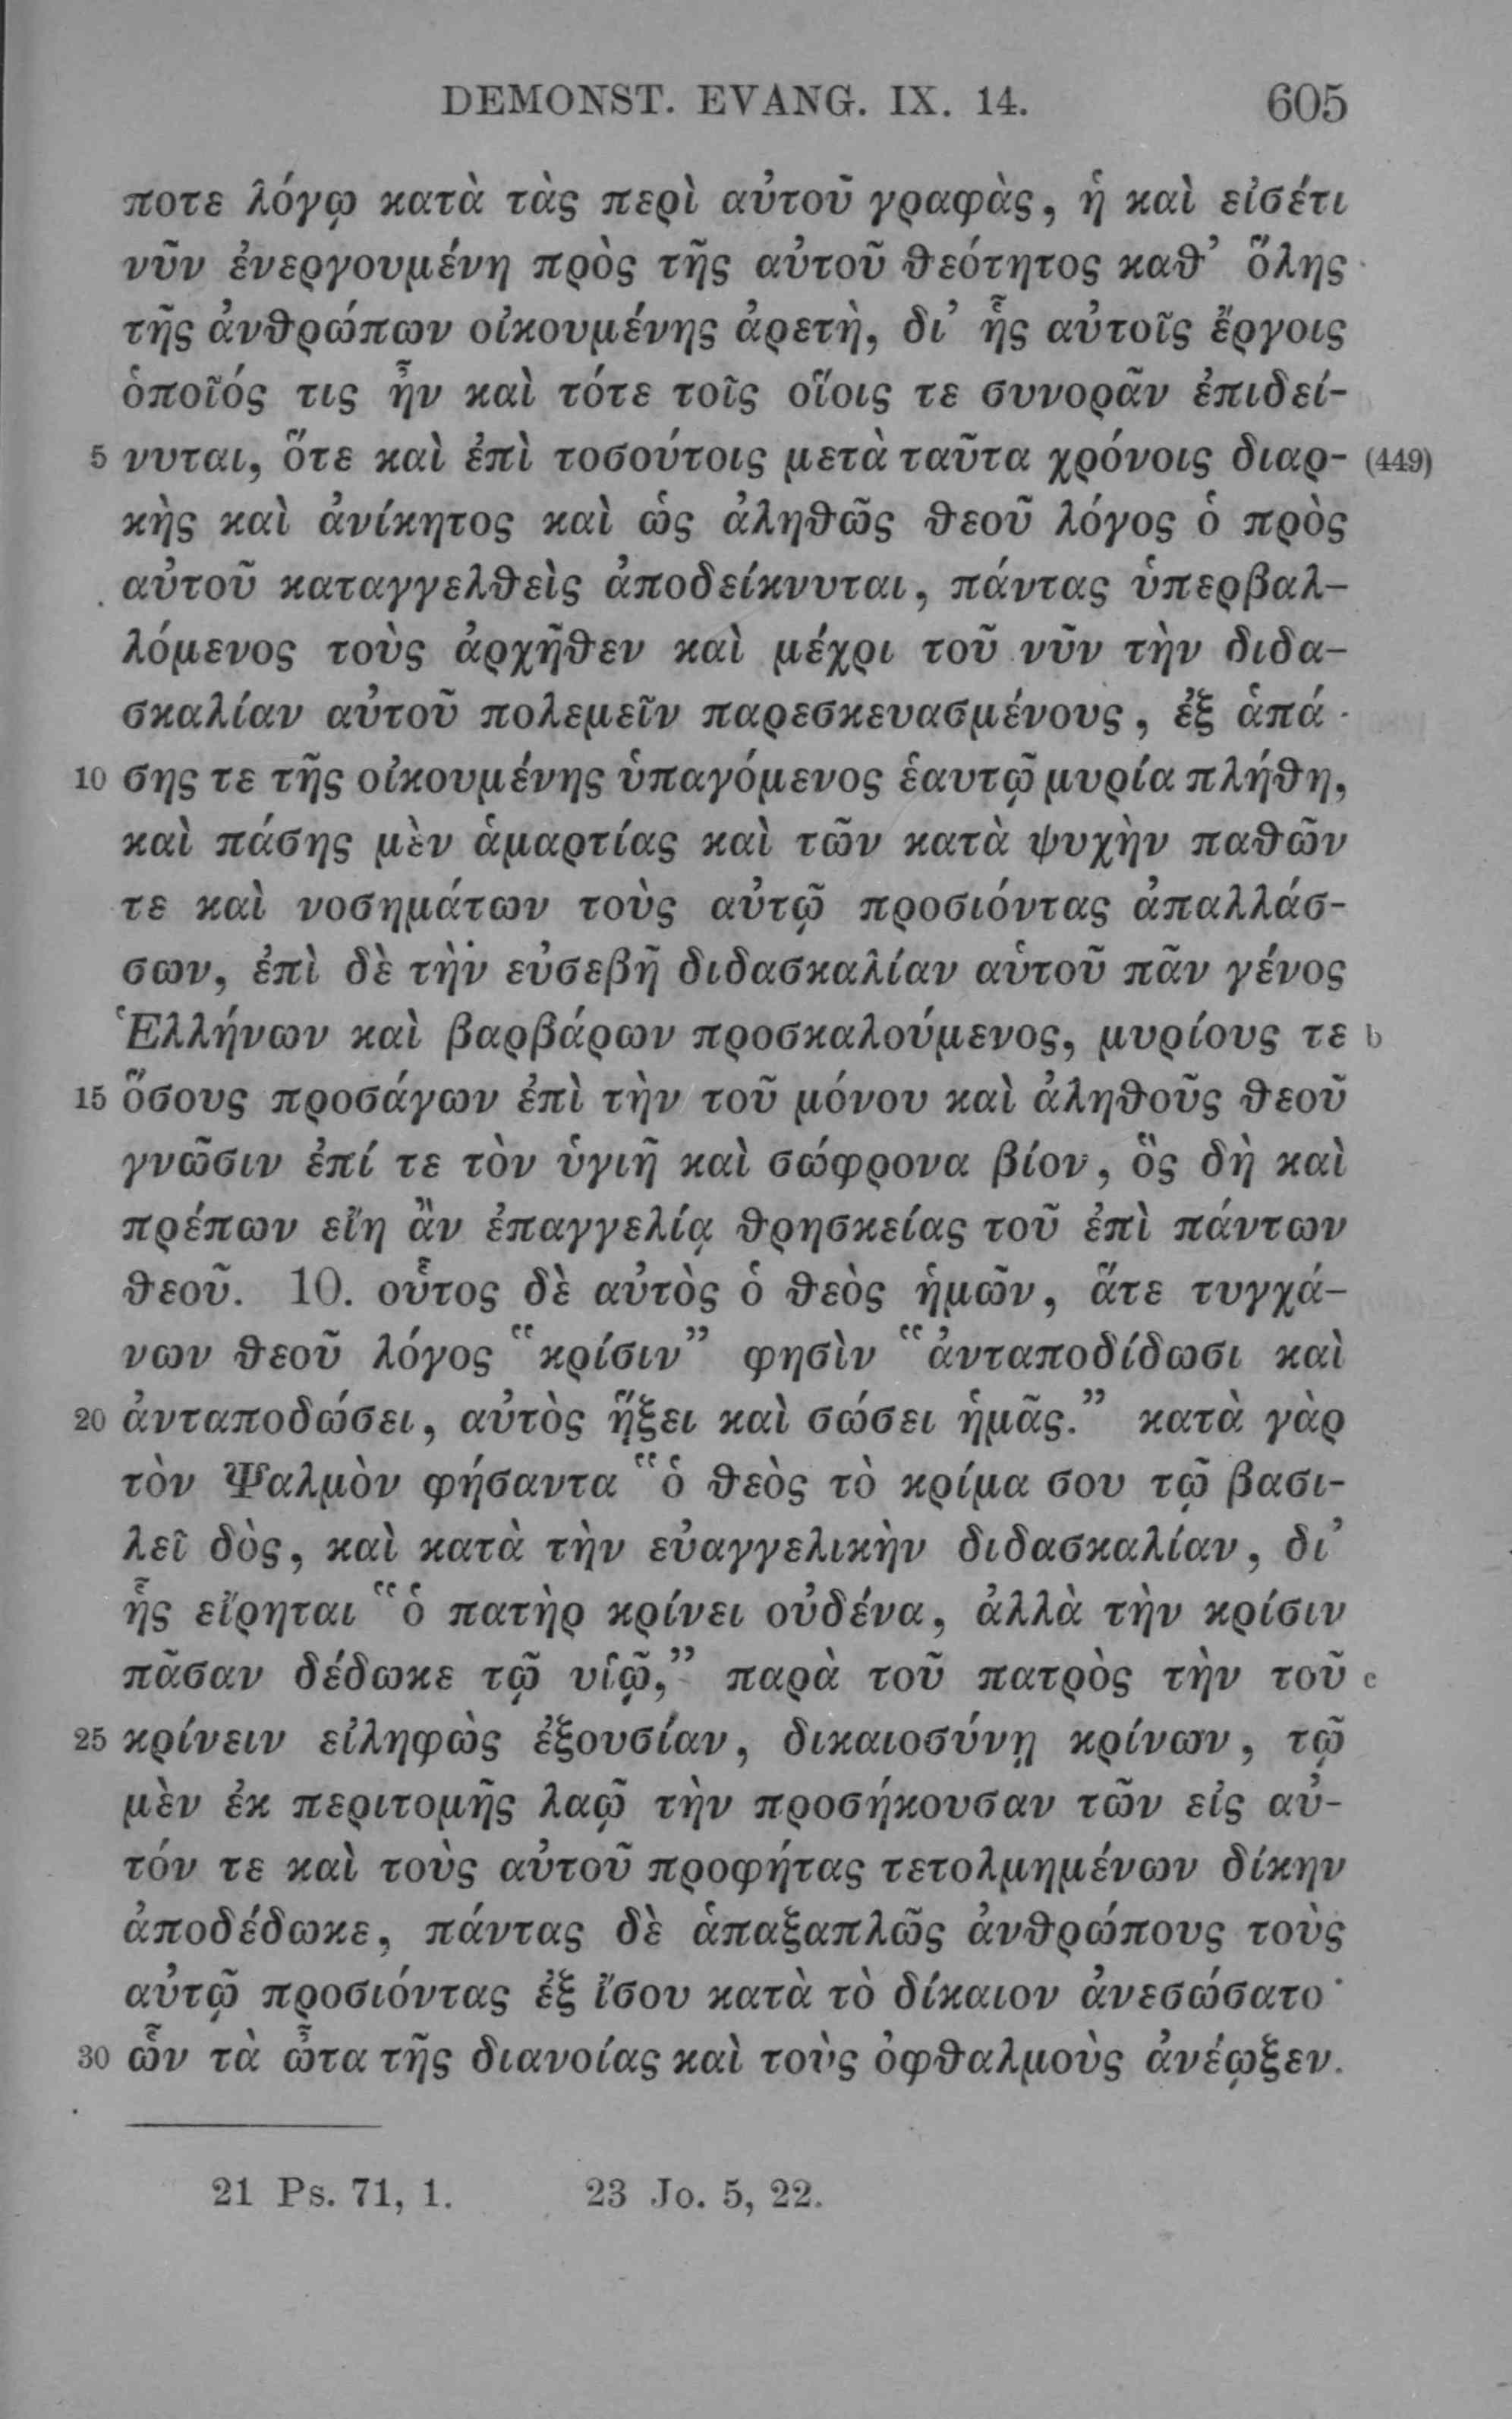 DEMONST. EVANG. IX. 14. 605
ποτε λόγῳ κατὰ τὰς περὶ αὐτοῦ γραφὰς, ἡ καὶ εἰσέτι
νῦν ἐνεργουμένη πρὸς τῆς αὐτοῦ θεότητος καθ’ ὅλης
τῆς ἀνθρώπων οἰκουμένης ἀρετὴ, δι’ ἧς αὐτοῖς ἔργοις
ὁποῖός τις ἦν καὶ τότε τοῖς οἵοις τε συνορᾶν ἐπιδεί-
5 νυται, ὅτε καὶ ἐπὶ τοσούτοις μετὰ ταῦτα χρόνοις διαρ- (449)
κὴς καὶ ἀνίκητος καὶ ὡς ἀληθῶς θεοῦ λόγος ὁ πρὸς
αὐτοῦ καταγγελθεὶς ἀποδείκνυται, πάντας ὑπερβαλ-
λόμενος τοὺς ἀρχῆθεν καὶ μέχρι τοῦ νῦν τὴν διδα-
σκαλίαν αὐτοῦ πολεμεῖν παρεσκευασμένους, ἐξ ἁπά-
10 σης τε τῆς οἰκουμένης ὑπαγόμενος ἑαυτῷ μυρία πλήθη,
καὶ πάσης μὲν ἁμαρτίας καὶ τῶν κατὰ ψυχὴν παθῶν
τε καὶ νοσημάτων τοὺς αὐτῷ προσιόντας ἀπαλλάσ-
σων, ἐπὶ δὲ τὴν εὐσεβῆ διδασκαλίαν αὑτοῦ πᾶν γένος
Ἑλλήνων καὶ βαρβάρων προσκαλούμενος, μυρίους τε b
15 ὅσους προσάγων ἐπὶ τὴν τοῦ μόνου καὶ ἀληθοῦς θεοῦ
γνῶσιν ἐπί τε τὸν ὑγιῆ καὶ σώφρονα βίον, ὃς δὴ καὶ
πρέπων εἴη ἂν ἐπαγγελίᾳ θρησκείας τοῦ ἐπὶ πάντων
θεοῦ. 10. οὗτος δὲ αὐτὸς ὁ θεὸς ἡμῶν, ἅτε τυγχά-
νων θεοῦ λόγος “κρίσιν” φησὶν “ἀνταποδίδωσι καὶ
20 ἀνταποδώσει, αὐτὸς ἥξει καὶ σώσει ἡμᾶς.” κατὰ γὰρ
τὸν Ψαλμὸν φήσαντα “ὁ θεὸς τὸ κρίμα σου τῷ βασι-
λεῖ δὸς, καὶ κατὰ τὴν εὐαγγελικὴν διδασκαλίαν, δι’
ἧς εἴρηται “ὁ πατὴρ κρίνει οὐδένα, ἀλλὰ τὴν κρίσιν
πᾶσαν δέδωκε τῷ υἱῷ,” παρὰ τοῦ πατρὸς τὴν τοῦ c
25 κρίνειν εἰληφὼς ἐξουσίαν, δικαιοσύνῃ κρίνων, τῷ
μὲν ἐκ περιτομῆς λαῷ τὴν προσήκουσαν τῶν εἰς αὐ-
τόν τε καὶ τοὺς αὐτοῦ προφήτας τετολμημένων δίκην
ἀποδέδωκε, πάντας δὲ ἁπαξαπλῶς ἀνθρώπους τοὺς
αὐτῷ προσιόντας ἐξ ἴσου κατὰ τὸ δίκαιον ἀνεσώσατο·
30 ὧν τὰ ὦτα τῆς διανοίας καὶ τοὺς ὀφθαλμοὺς ἀνέῳξεν.
21 Ps. 71, 1. 23 Jo. 5, 22.